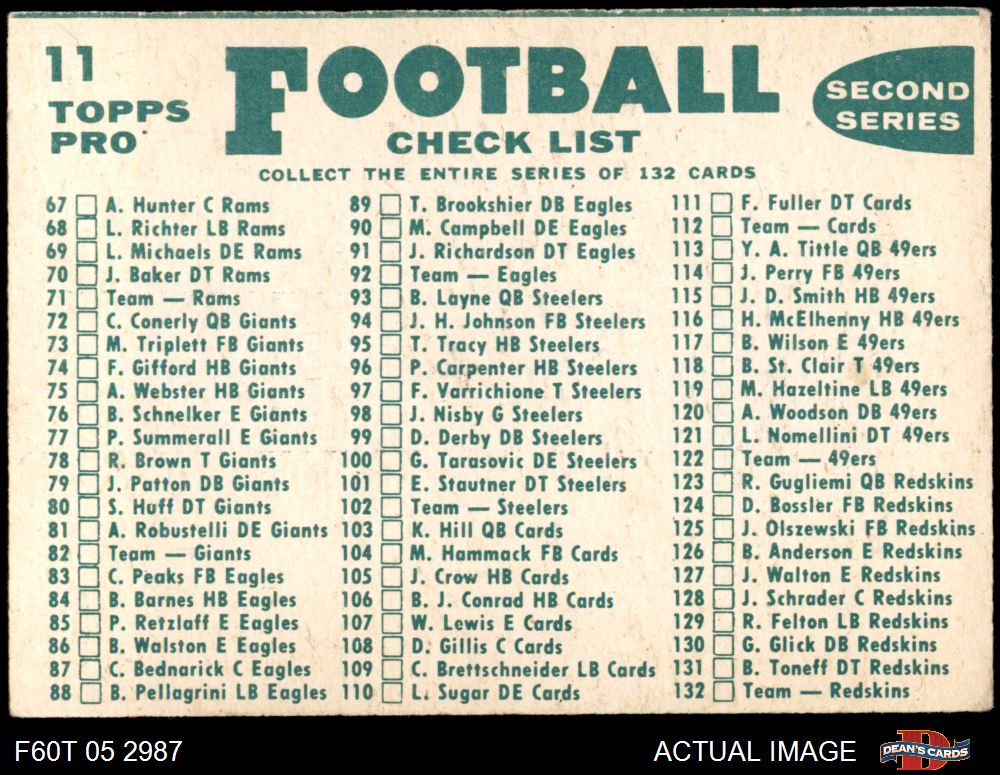 11
TOPPS
PRO
FOOTBALL
CHECK LIST
SECOND
SERIES
COLLECT THE ENTIRE SERIES OF 132 CARDS
67 A. Hunter C Rams
68 L. Richter LB Rams
69 L. Michaels DE Rams
70 J. Baker DT Rams
71 Team — Rams
72 C. Conerly QB Giants
73 M. Triplett FB Giants
74 F. Gifford HB Giants
75 A. Webster HB Giants
76 B. Schnelker E Giants
77 P. Summerall E Giants
78 R. Brown T Giants
79 J. Patton DB Giants
80 S. Huff DT Giants
81 A. Robustelli DE Giants
82 Team — Giants
83 C. Peaks FB Eagles
84 B. Barnes HB Eagles
85 P. Retzlaff E Eagles
86 B. Walston E Eagles
87 C. Bednarick C Eagles
88 B. Pellagrini LB Eagles
89 T. Brookshier DB Eagles
90 M. Campbell DE Eagles
91 J. Richardson DT Eagles
92 Team — Eagles
93 B. Layne QB Steelers
94 J. H. Johnson FB Steelers
95 T. Tracy HB Steelers
96 P. Carpenter HB Steelers
97 F. Varrichione T Steelers
98 J. Nisby G Steelers
99 D. Derby DB Steelers
100 G. Tarasovic DE Steelers
101 E. Stautner DT Steelers
102 Team — Steelers
103 K. Hill QB Cards
104 M. Hammack FB Cards
105 J. Crow HB Cards
106 B. J. Conrad HB Cards
107 W. Lewis E Cards
108 D. Gillis C Cards
109 C. Brettschneider LB Cards
110 L. Sugar DE Cards
111 F. Fuller DT Cards
112 Team — Cards
113 Y. A. Tittle QB 49ers
114 J. Perry FB 49ers
115 J. D. Smith HB 49ers
116 H. McElhenny HB 49ers
117 B. Wilson E 49ers
118 B. St. Clair T 49ers
119 M. Hazeltine LB 49ers
120 A. Woodson DB 49ers
121 L. Nomellini DT 49ers
122 Team — 49ers
123 R. Gugliemi QB Redskins
124 D. Bossler FB Redskins
125 J. Olszewski FB Redskins
126 B. Anderson E Redskins
127 J. Walton E Redskins
128 J. Schrader C Redskins
129 R. Felton LB Redskins
130 G. Glick DB Redskins
131 B. Toneff DT Redskins
132 Team — Redskins
F60T 05 2987
ACTUAL IMAGE
DEAN'S CARDS